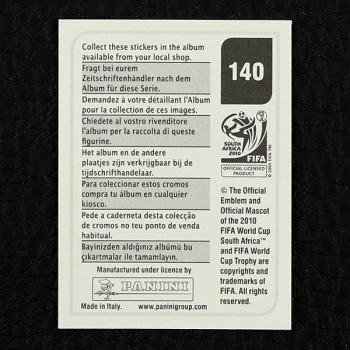 Collect these stickers in the album
available from your local shop.
Fragt bei eurem
Zeitschriftenhändler nach dem
Album für diese Serie.
Demandez à votre détaillant l'Album
pour la collection de ces images.
Chiedete al vostro rivenditore
l'album per la raccolta di queste
figurine.
Het album en de andere
plaatjes zijn verkrijgbaar bij de
tijdschrifthandelaar.
Para coleccionar estos cromos
compra tu álbum en cualquier
kiosco.
Pede a caderneta desta colecção
de cromos no teu ponto de venda
habitual.
Bayinizden aldığınız albümü bu
çıkartmalar ile tamamlayın.
Manufactured under licence by
PANINI
Made in Italy. www.paninigroup.com
140
SOUTH AFRICA
2010
FIFA
© 2005 FIFA TM
OFFICIAL LICENSED
PRODUCT
© The Official
Emblem and
Official Mascot
of the 2010
FIFA World Cup
South Africa™
and FIFA World
Cup Trophy are
copyrights and
trademarks of
FIFA. All rights
reserved.